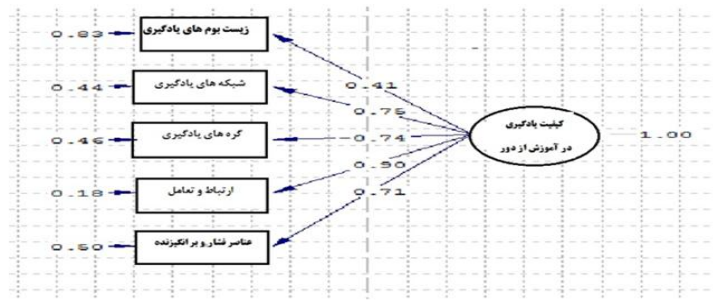 زیست بوم های یادگیری
0.83
0.41
شبکه های یادگیری
0.44
0.75
گره های یادگیری
0.46
0.74
کیفیت یادگیری
در آموزش از دور
1.00
ارتباط و تعامل
0.18
0.90
عناصر فشار و برانگیزنده
0.50
0.71